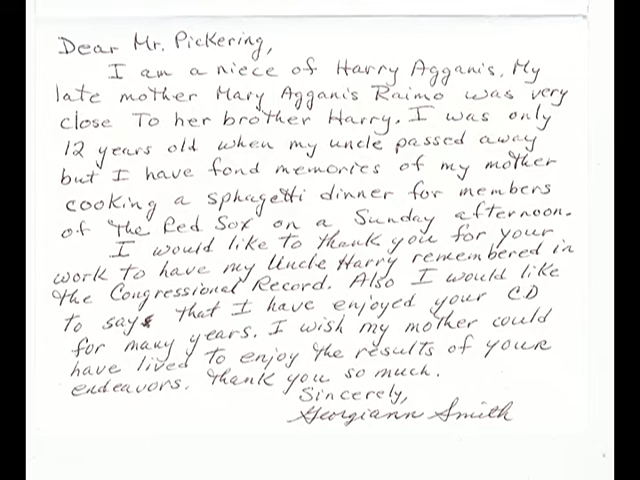 Dear Mr. Pickering,
I am a niece of Harry Agganis. My
late mother Mary Agganis Raimo was very
close To her brother Harry. I was only
12 years old when my uncle passed away
but I have fond memories of my mother
cooking a sphagetti dinner for members
of The Red Sox on a Sunday afternoon.
I would like to thank you for your
work to have my Uncle Harry remembered in
the Congressional Record. Also I would like
to say that I have enjoyed your CD
for many years. I wish my mother could
have lived to enjoy the results of your
endeavors. Thank you so much.
Sincerely,
Georgiann Smith